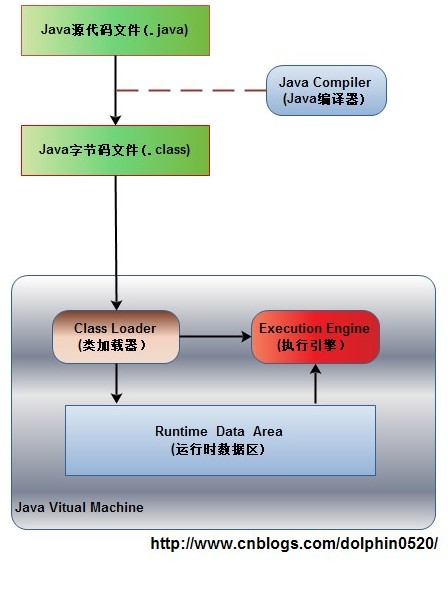 Java源代码文件(.java)
Java Compiler
(Java编译器)
Java字节码文件(.class)
Class Loader
(类加载器）
Execution Engine
(执行引擎）
Runtime Data Area
(运行时数据区）
Java Vitual Machine
http://www.cnblogs.com/dolphin0520/